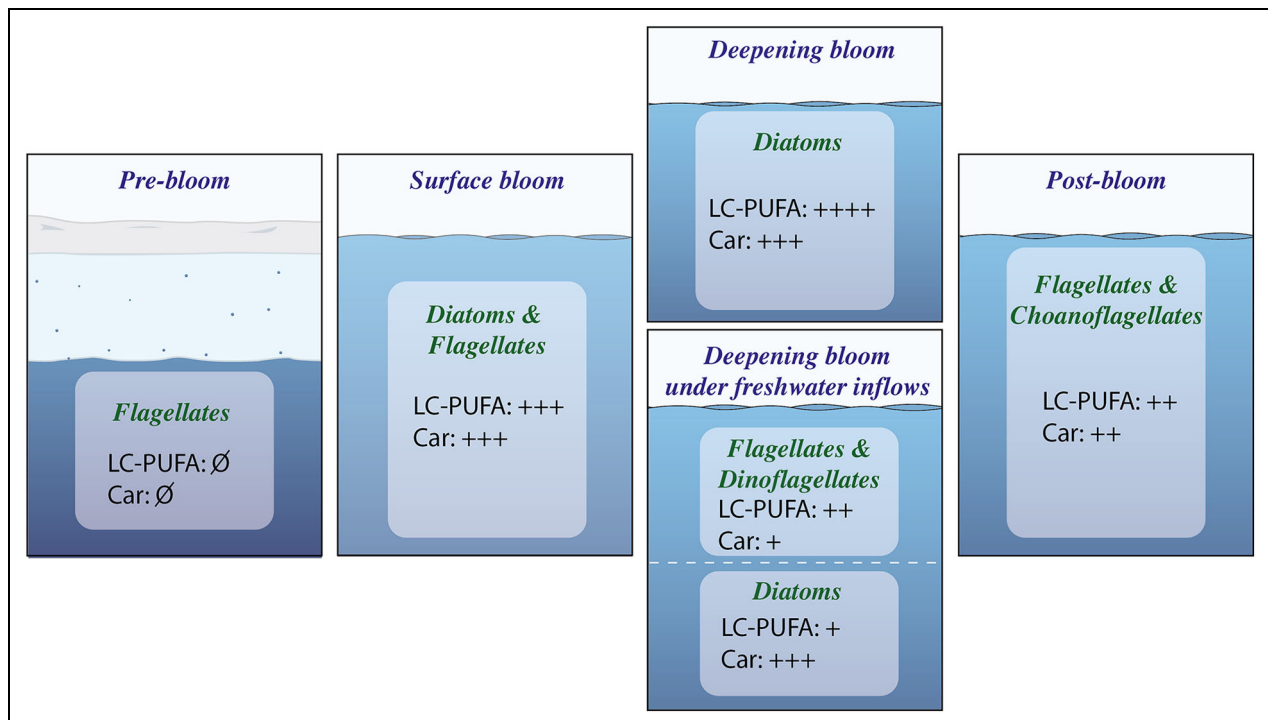 Pre-bloom
Flagellates
LC-PUFA: Ø
Car: Ø
Surface bloom
Diatoms &
Flagellates
LC-PUFA: +++
Car: +++
Deepening bloom
Diatoms
LC-PUFA: ++++
Car: +++
Deepening bloom
under freshwater inflows
Flagellates &
Dinoflagellates
LC-PUFA: ++
Car: +
Diatoms
LC-PUFA: +
Car: +++
Post-bloom
Flagellates &
Choanoflagellates
LC-PUFA: ++
Car: ++